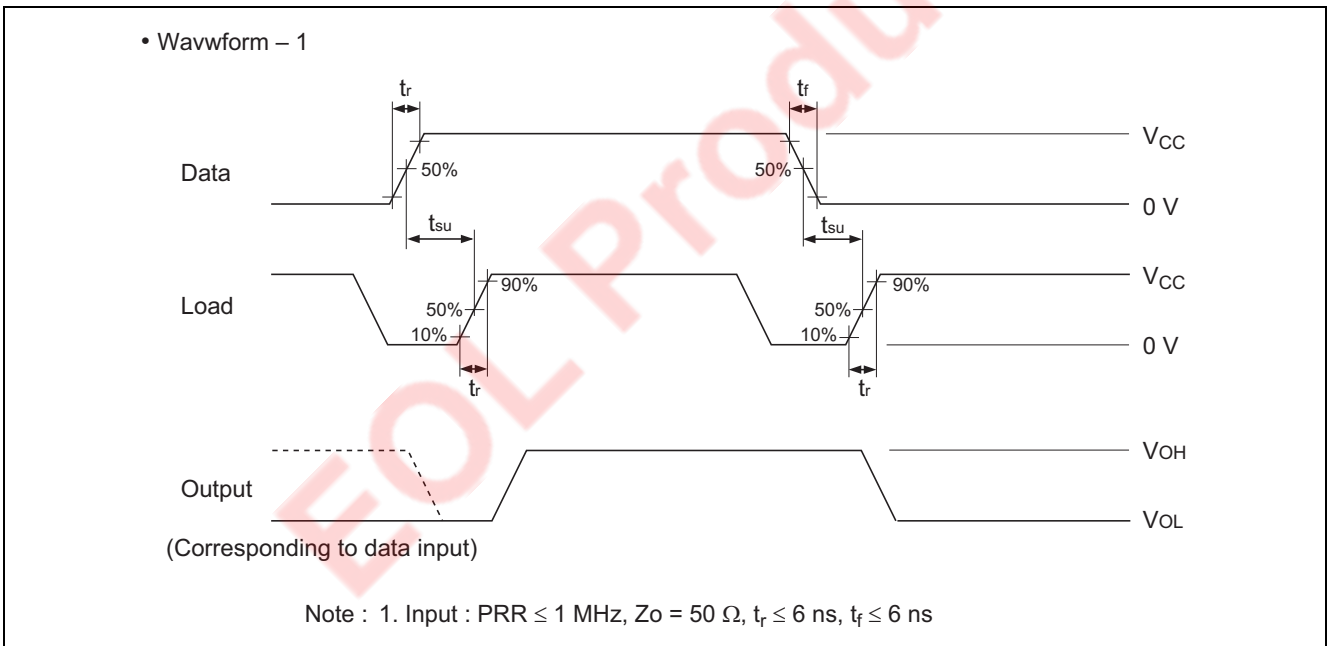 • Wavwform – 1
tr
tf
Data
50%
50%
VCC
0 V
tsu
tsu
Load
90%
50%
10%
tr
90%
50%
10%
tr
VCC
0 V
Output
VOH
VOL
(Corresponding to data input)
Note : 1. Input : PRR ≤ 1 MHz, Zo = 50 Ω, tr ≤ 6 ns, tf ≤ 6 ns
EOL Produ